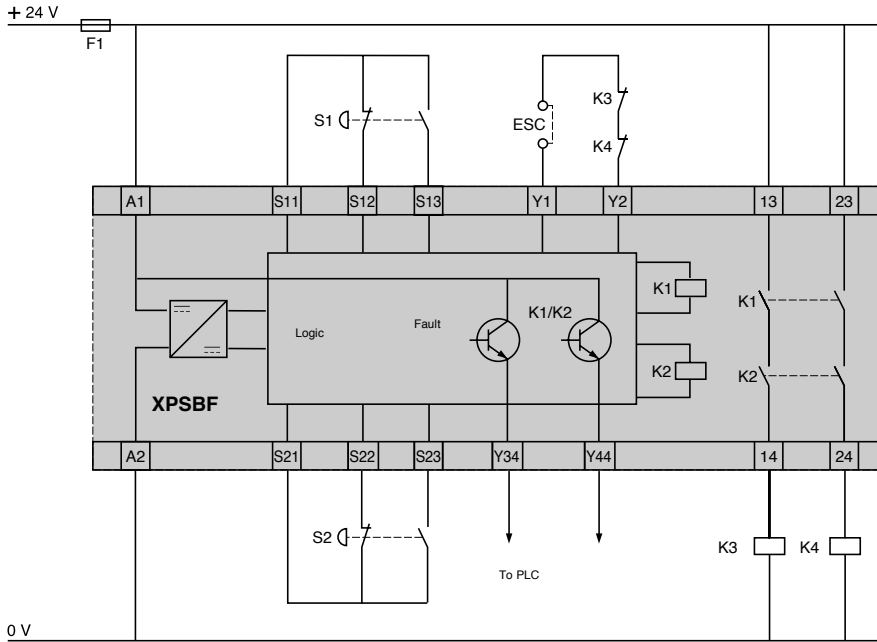 + 24 V
F1
S1
ESC
K3
K4
A1
S11
S12
S13
Y1
Y2
13
23
K1
K1
K1/K2
Logic
Fault
K2
K2
XPSBF
A2
S21
S22
S23
Y34
Y44
14
24
S2
K3
K4
To PLC
0 V